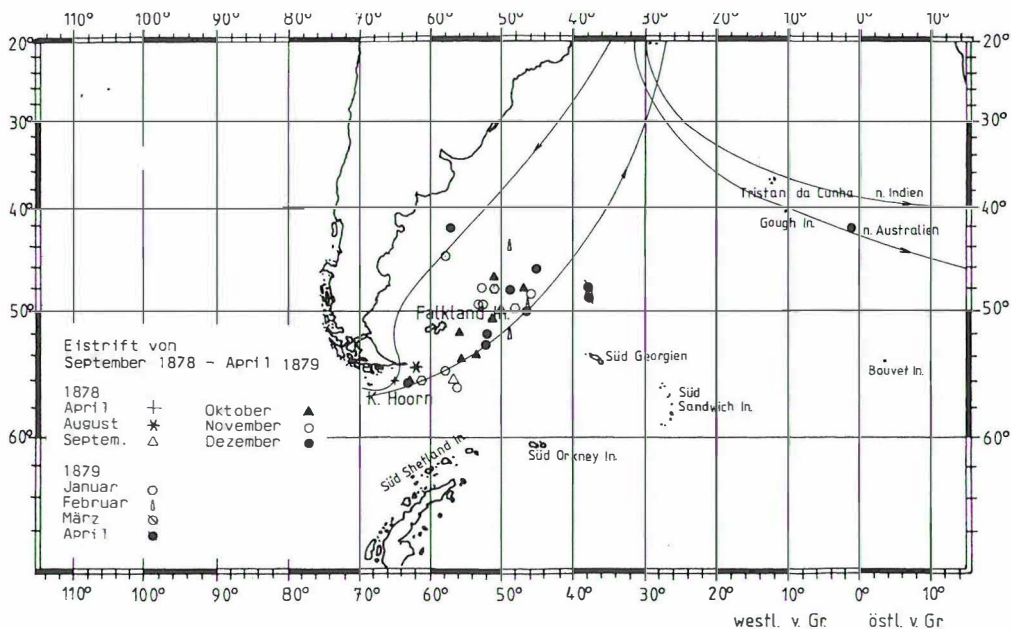 110° 100° 90° 80° 70° 60° 50° 40° 30° 20° 10° 0° 10°
20° 20°
30° 30°
Tristan da Cunha n. Indien
40° 40°
Gough In.
n. Australien
50° 50°
Falkland In.
Eistrift von
September 1878 - April 1879
Süd Georgien
Bouvet In.
1878
April
August
Septem.
Oktober
November
Dezember
K. Hoorn
Süd
Sandwich In.
60° 60°
Süd Shetland In.
Süd Orkney In.
1879
Januar
Februar
März
April
110° 100° 90° 80° 70° 60° 50° 40° 30° 20° 10° 0° 10°
westl. v. Gr. östl. v. Gr